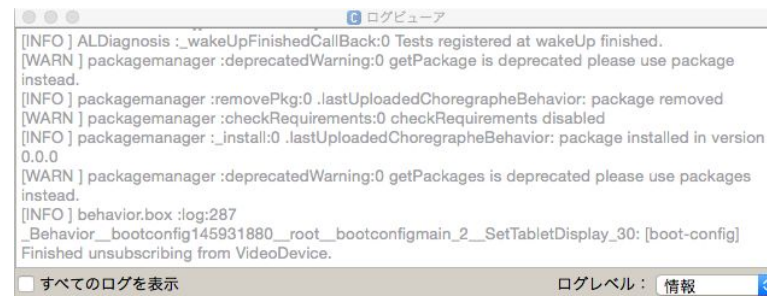 ログビューア
[INFO ] ALDiagnosis :_wakeUpFinishedCallBack:0 Tests registered at wakeUp finished.
[WARN ] packagemanager :deprecatedWarning:0 getPackage is deprecated please use package
instead.
[INFO ] packagemanager :removePkg:0 .lastUploadedChoregrapheBehavior: package removed
[WARN ] packagemanager :checkRequirements:0 checkRequirements disabled
[INFO ] packagemanager :_install:0 .lastUploadedChoregrapheBehavior: package installed in version
0.0.0
[WARN ] packagemanager :deprecatedWarning:0 getPackages is deprecated please use packages
instead.
[INFO ] behavior.box :log:287
_Behavior__bootconfig145931880__root__bootconfigmain_2__SetTabletDisplay_30: [boot-config]
Finished unsubscribing from VideoDevice.
すべてのログを表示 ログレベル： 情報